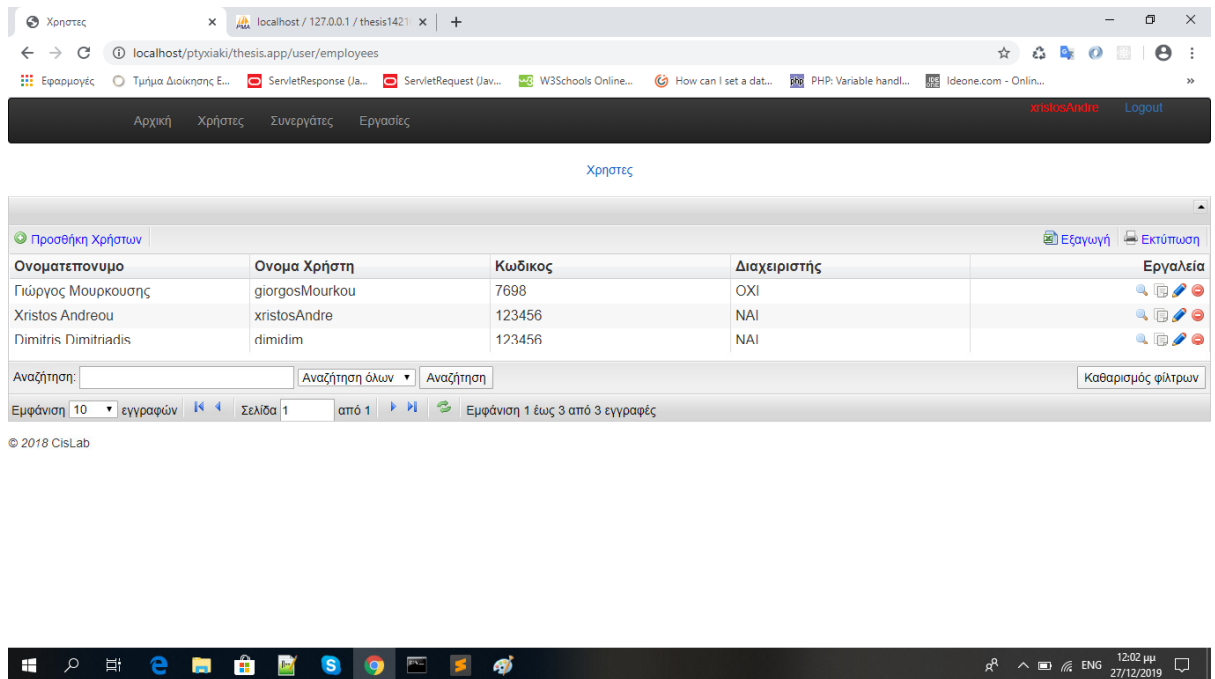 Χρηστες
localhost / 127.0.0.1 / thesis1421
localhost/ptyxiaki/thesis.app/user/employees
Εφαρμογές Τμήμα Διοίκησης Ε... ServletResponse (Ja... ServletRequest (Jav... W3Schools Online... How can I set a dat... PHP: Variable handl... Ideone.com - Onlin... »
Αρχική Χρήστες Συνεργάτες Εργασίες xristosAndre Logout
Χρηστες
Προσθήκη Χρήστων Εξαγωγή Εκτύπωση
Ονοματεπονυμο Ονομα Χρήστη Κωδικος Διαχειριστής Εργαλεία
Γιώργος Μουρκουσης giorgosMourkou 7698 ΟΧΙ
Xristos Andreou xristosAndre 123456 ΝΑΙ
Dimitris Dimitriadis dimidim 123456 ΝΑΙ
Αναζήτηση: Αναζήτηση όλων Αναζήτηση Καθαρισμός φίλτρων
Εμφάνιση 10 εγγραφών Σελίδα 1 από 1 Εμφάνιση 1 έως 3 από 3 εγγραφές
© 2018 CisLab
ENG 12:02 μμ
27/12/2019